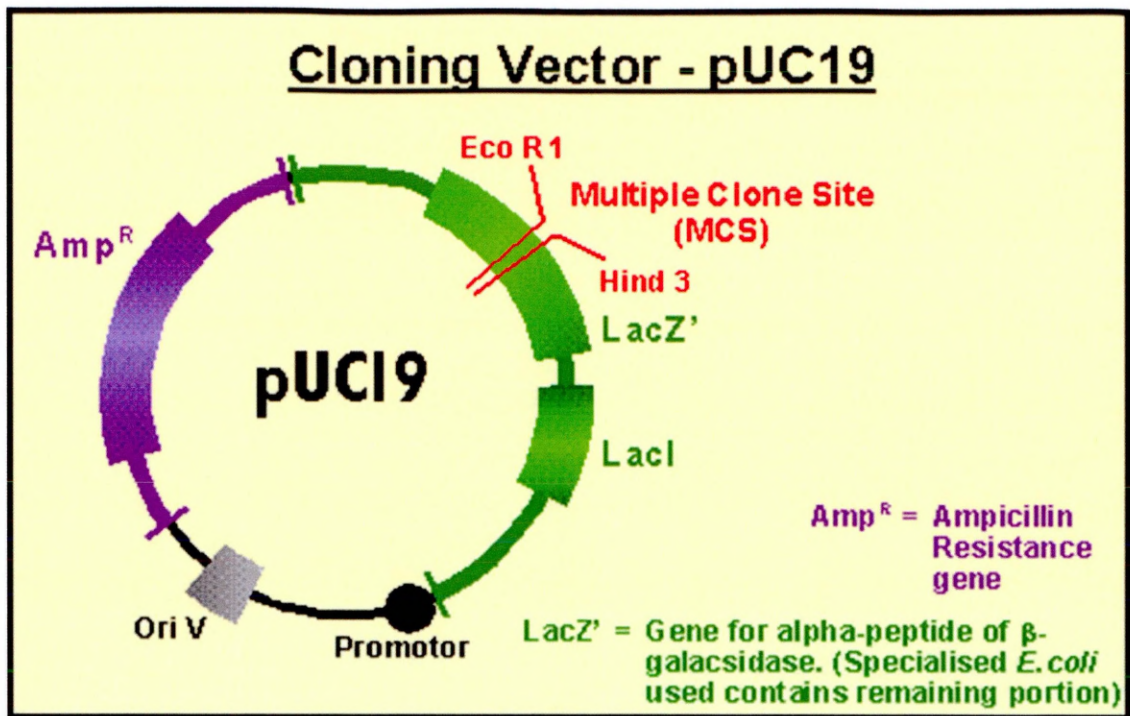 Cloning Vector - pUC19
Eco R1
Multiple Clone Site
(MCS)
Hind 3
Amp^R
LacZ'
pUC19
LacI
Amp^R = Ampicillin
Resistance
gene
Ori V
Promotor
LacZ' = Gene for alpha-peptide of β-
galacsidase. (Specialised E.coli
used contains remaining portion)